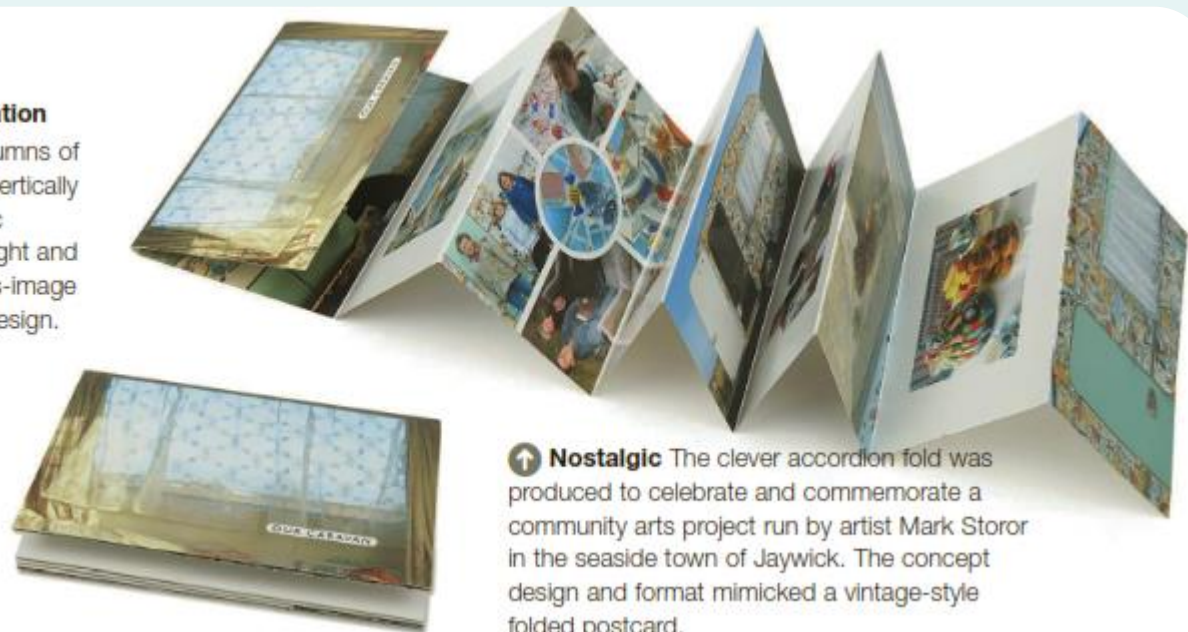 tion
umns of
ertically
ght and
s-image
esign.
OUR CARAVAN
OUR CARAVAN
Nostalgic The clever accordion fold was
produced to celebrate and commemorate a
community arts project run by artist Mark Storor
in the seaside town of Jaywick. The concept
design and format mimicked a vintage-style
folded postcard.